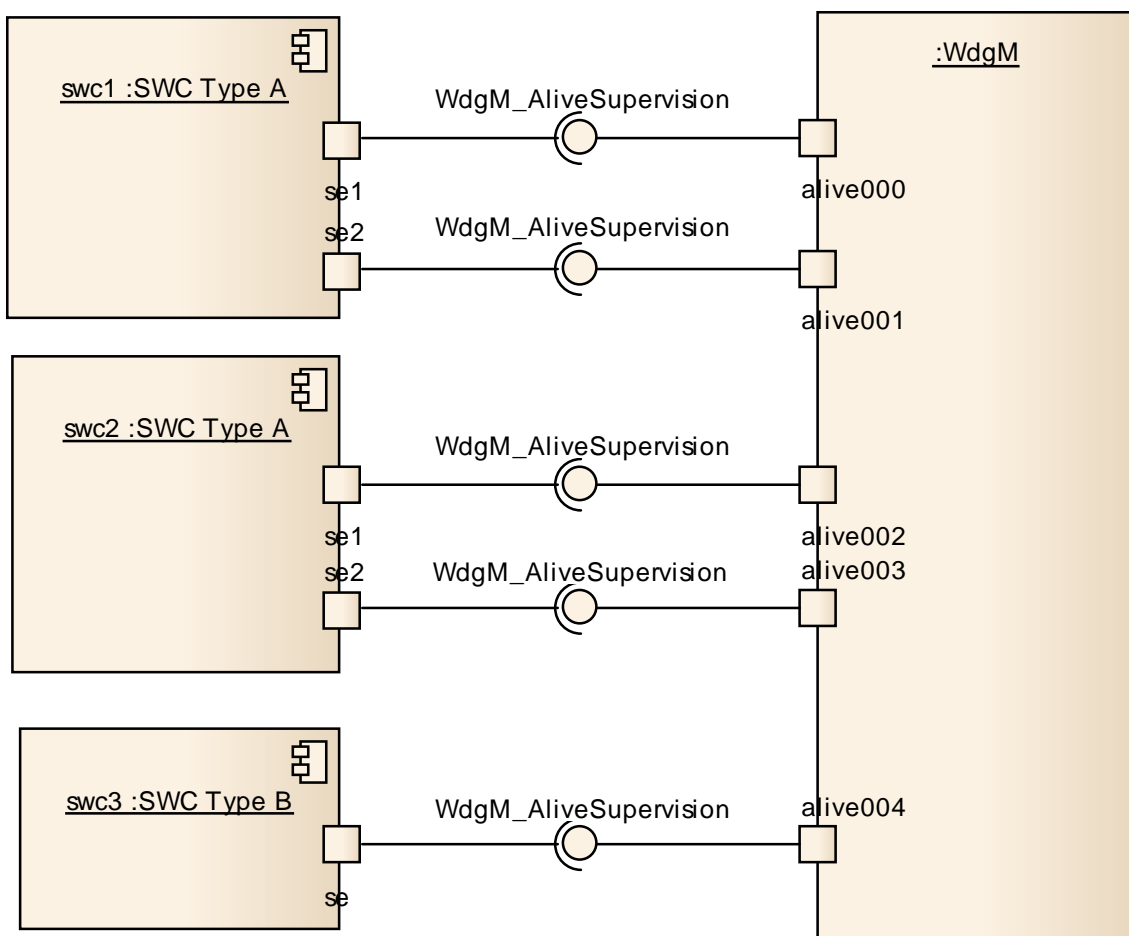 :WdgM
swc1 :SWC Type A
WdgM_AliveSupervision
se1
alive000
se2
WdgM_AliveSupervision
alive001
swc2 :SWC Type A
WdgM_AliveSupervision
se1
alive002
se2
WdgM_AliveSupervision
alive003
swc3 :SWC Type B
WdgM_AliveSupervision
alive004
se